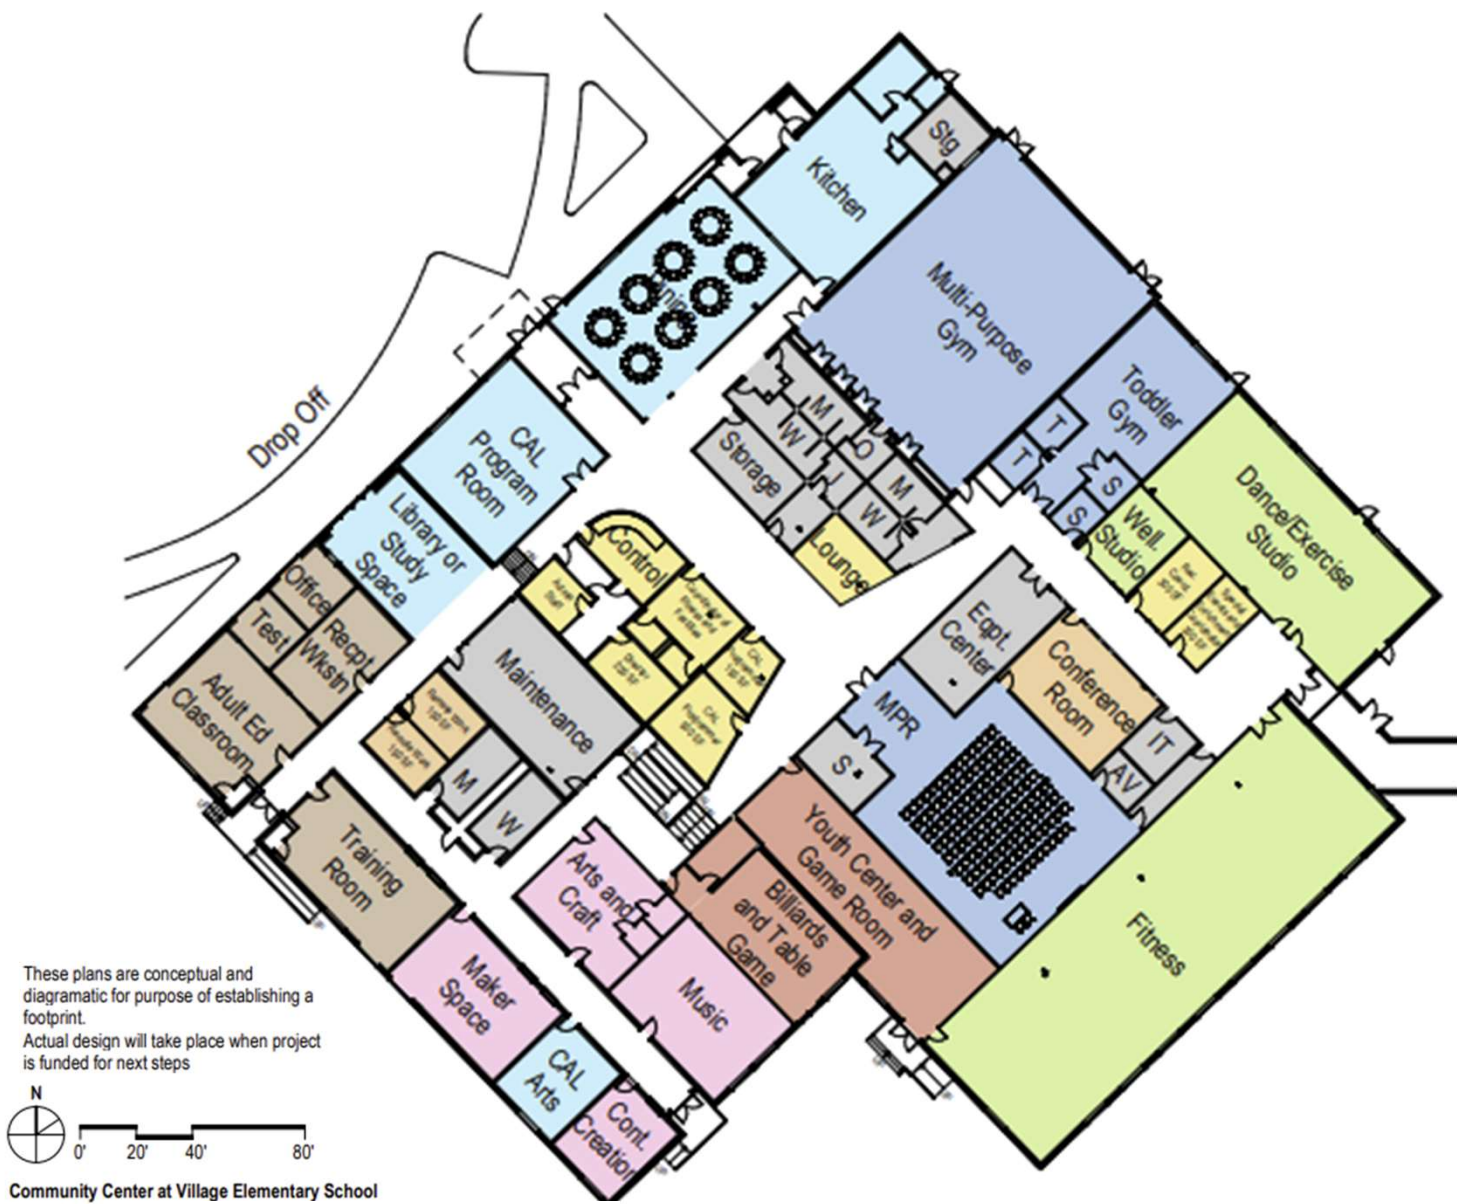 Stg
Kitchen
Multi-Purpose
Gym
Drop Off
CAL
Program
Room
Library or
Study
Space
Office
Test
Recpt.
Wkstn
Adult Ed
Classroom
M
W
O
Storage
J
M
W
Lounge
Toddler
Gym
T
T
S
S
Well.
Studio
Dance/Exercise
Studio
Control
Maintenance
M
W
Eqpt.
Center
Conference
Room
MPR
S
IT
AV
CAL
Programmer
Training
Room
Arts and
Craft
Youth Center and
Game Room
Billiards
and Table
Game
Fitness
Maker
Space
Music
CAL
Arts
Cont.
Creation
These plans are conceptual and
diagramatic for purpose of establishing a
footprint.
Actual design will take place when project
is funded for next steps
N
0' 20' 40' 80'
Community Center at Village Elementary School